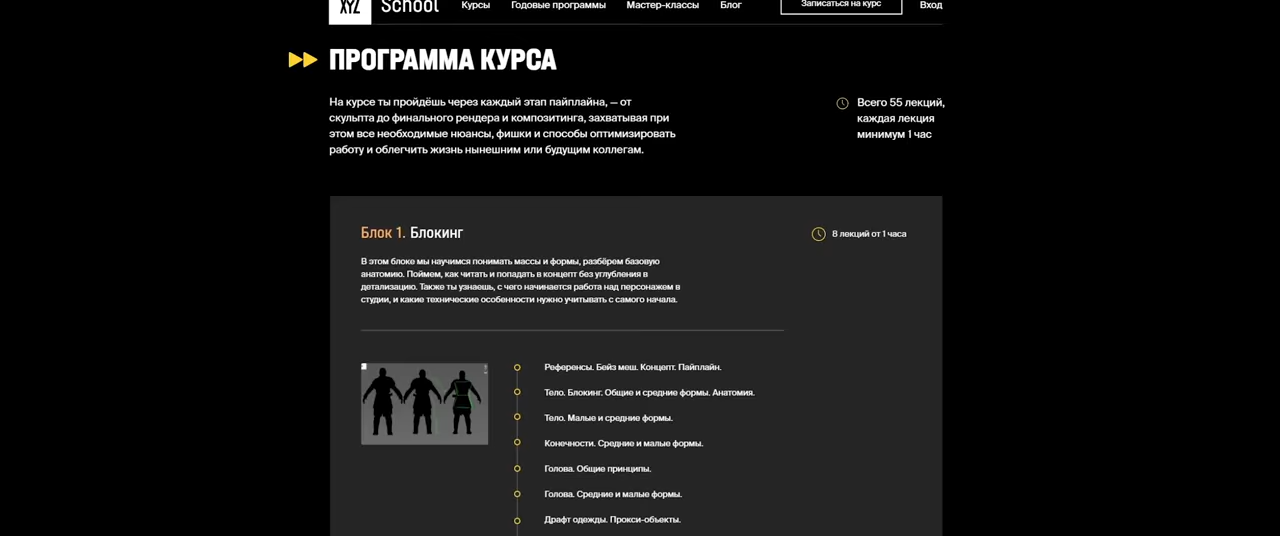 XYZ School Курсы Годовые программы Мастер-классы Блог Записаться на курс Вход
ПРОГРАММА КУРСА
На курсе ты пройдёшь через каждый этап пайплайна, — от
скульпта до финального рендера и композитинга, захватывая при
этом все необходимые нюансы, фишки и способы оптимизировать
работу и облегчить жизнь нынешним или будущим коллегам.
Всего 55 лекций,
каждая лекция
минимум 1 час
Блок 1. Блокинг
8 лекций от 1 часа
В этом блоке мы научимся понимать массы и формы, разбёрем базовую
анатомию. Поймем, как читать и попадать в концепт без углубления в
детализацию. Также ты узнаешь, с чего начинается работа над персонажем в
студии, и какие технические особенности нужно учитывать с самого начала.
Референсы. Бейз меш. Концепт. Пайплайн.
Тело. Блокинг. Общие и средние формы. Анатомия.
Тело. Малые и средние формы.
Конечности. Средние и малые формы.
Голова. Общие принципы.
Голова. Средние и малые формы.
Драфт одежды. Прокси-объекты.